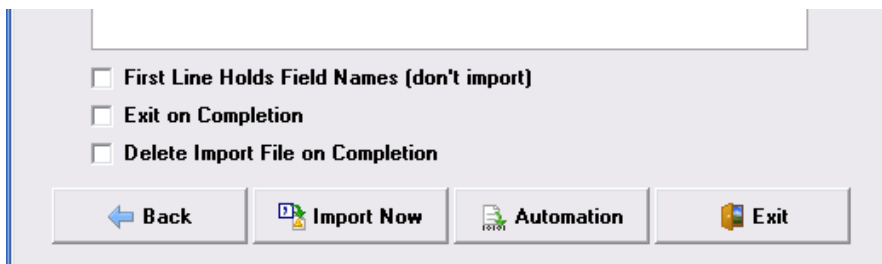 First Line Holds Field Names (don't import)
Exit on Completion
Delete Import File on Completion
Back Import Now Automation Exit